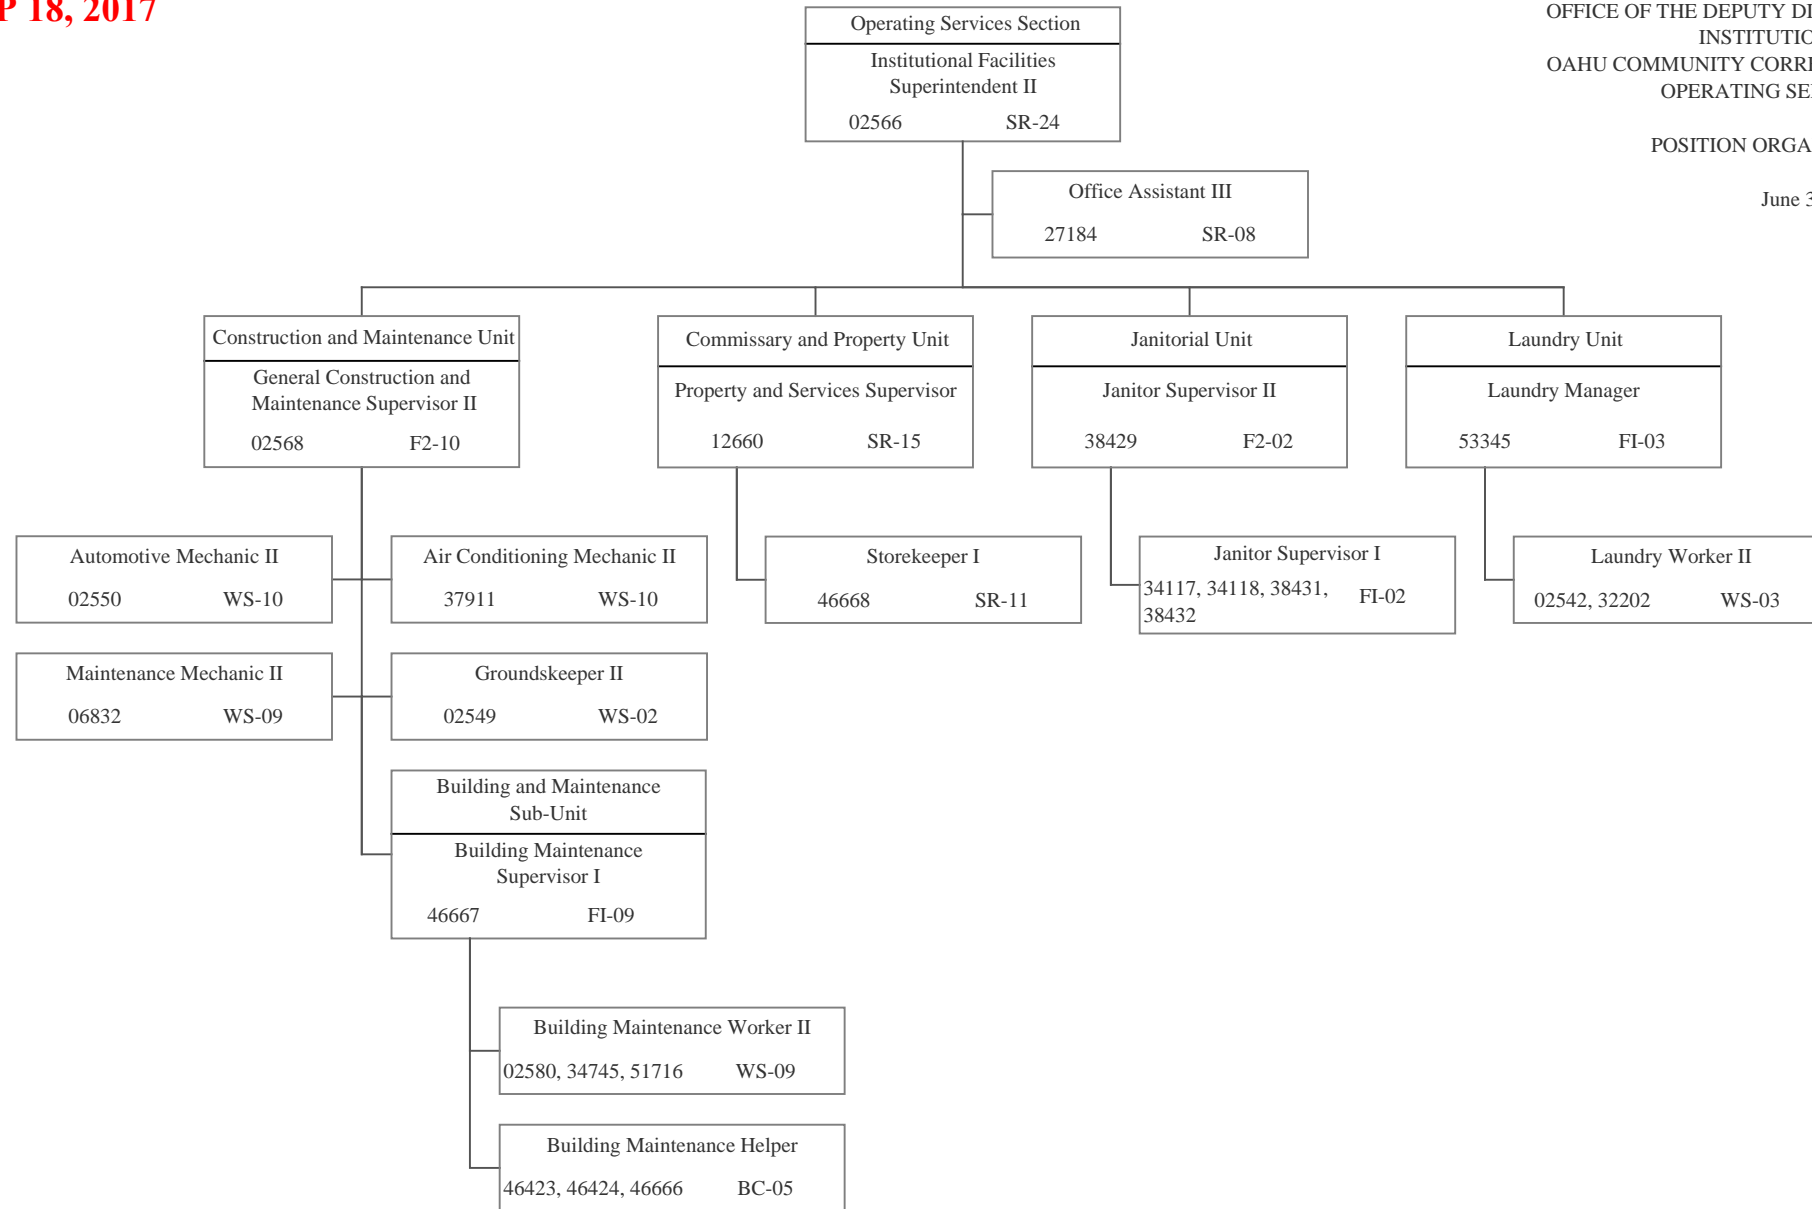 P 18, 2017
OFFICE OF THE DEPUTY
INSTITUTIO
OAHU COMMUNITY
OPERATING
POSITION
June
Operating Services Section
Institutional Facilities
Superintendent II
02566 SR-24
Office Assistant III
27184 SR-08
Construction and Maintenance Unit
General Construction and
Maintenance Supervisor II
02568 F2-10
Commissary and Property Unit
Property and Services Supervisor
12660 SR-15
Janitorial Unit
Janitor Supervisor II
38429 F2-02
Laundry Unit
Laundry Manager
53345 FI-03
Automotive Mechanic II
02550 WS-10
Air Conditioning Mechanic II
37911 WS-10
Storekeeper I
46668 SR-11
Janitor Supervisor I
34117, 34118, 38431, FI-02
38432
Laundry Worker II
02542, 32202 WS-03
Maintenance Mechanic II
06832 WS-09
Groundskeeper II
02549 WS-02
Building and Maintenance
Sub-Unit
Building Maintenance
Supervisor I
46667 FI-09
Building Maintenance Worker II
02580, 34745, 51716 WS-09
Building Maintenance Helper
46423, 46424, 46666 BC-05